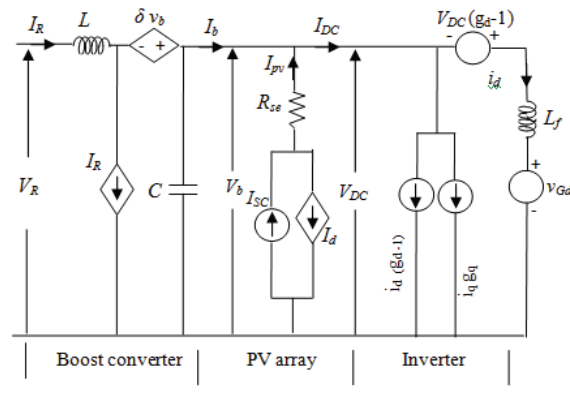 I_R L δ v_b I_b I_DC V_DC (g_d-1)
- + - +
I_pv i_d
R_se L_f
I_R + 
V_R C V_b I_SC V_DC v_Gd
I_d -
i_d (g_d-1) i_q g_q
Boost converter PV array Inverter